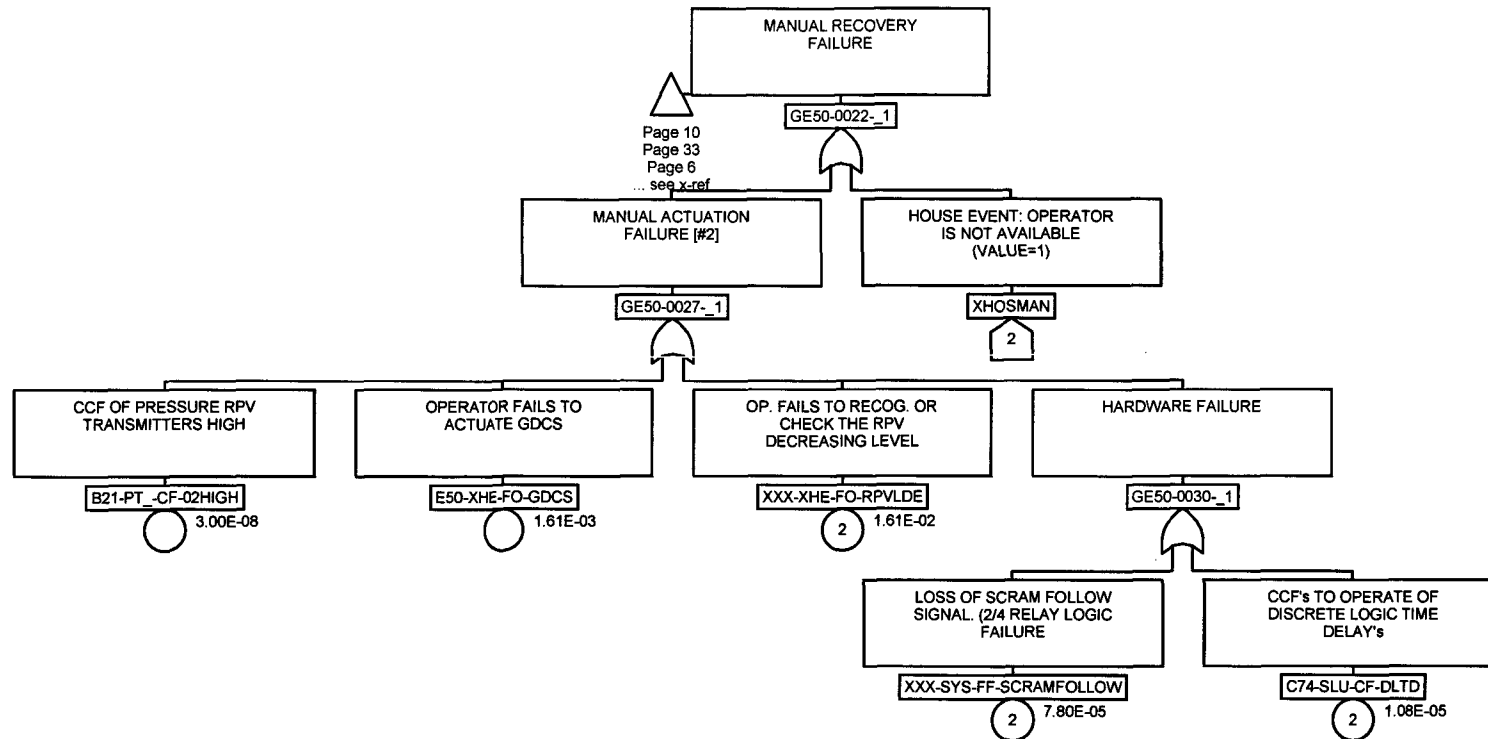 MANUAL RECOVERY
FAILURE
GE50-0022-_1
Page 10
Page 33
Page 6
... see x-ref
MANUAL ACTUATION
FAILURE [#2]
GE50-0027-_1
HOUSE EVENT: OPERATOR
IS NOT AVAILABLE
(VALUE=1)
XHOSMAN
2
CCF OF PRESSURE RPV
TRANSMITTERS HIGH
B21-PT_-CF-02HIGH
3.00E-08
OPERATOR FAILS TO
ACTUATE GDCS
E50-XHE-FO-GDCS
1.61E-03
OP. FAILS TO RECOG. OR
CHECK THE RPV
DECREASING LEVEL
XXX-XHE-FO-RPVLDE
2
1.61E-02
HARDWARE FAILURE
GE50-0030-_1
LOSS OF SCRAM FOLLOW
SIGNAL. (2/4 RELAY LOGIC
FAILURE
XXX-SYS-FF-SCRAMFOLLOW
2
7.80E-05
CCF's TO OPERATE OF
DISCRETE LOGIC TIME
DELAY's
C74-SLU-CF-DLTD
2
1.08E-05